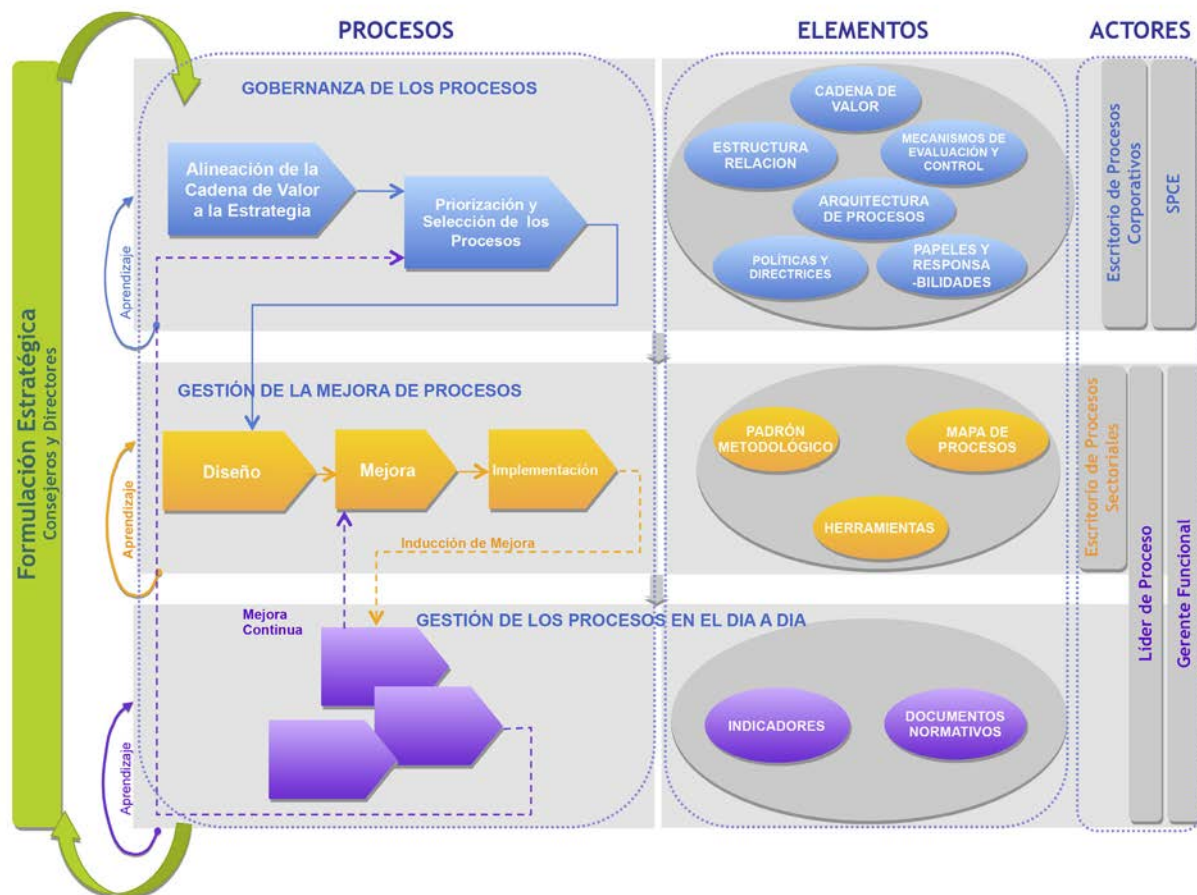 PROCESOS
ELEMENTOS
ACTORES
Formulación Estratégica
Consejeros y Directores
GOBERNANZA DE LOS PROCESOS
Alineación de la
Cadena de Valor
a la Estrategia
Priorización y
Selección de los
Procesos
Aprendizaje
CADENA DE
VALOR
ESTRUCTURA
RELACION
MECANISMOS DE
EVALUACIÓN Y
CONTROL
ARQUITECTURA
DE PROCESOS
POLÍTICAS Y
DIRECTRICES
PAPELES Y
RESPONSA
-BILIDADES
Escritorio de Procesos
Corporativos
SPCE
GESTIÓN DE LA MEJORA DE PROCESOS
Diseño
Mejora
Implementación
Inducción de Mejora
Aprendizaje
PADRÓN
METODOLÓGICO
MAPA DE
PROCESOS
HERRAMIENTAS
Escritorio de Procesos
Sectoriales
Líder de Proceso
Gerente Funcional
Mejora
Continua
GESTIÓN DE LOS PROCESOS EN EL DIA A DIA
Aprendizaje
INDICADORES
DOCUMENTOS
NORMATIVOS